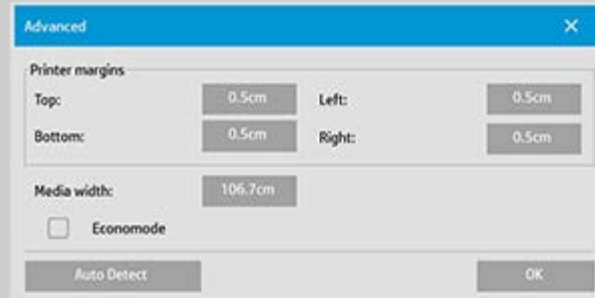 Advanced
Printer margins
Top: 0.5cm Left: 0.5cm
Bottom: 0.5cm Right: 0.5cm
Media width: 106.7cm
Economode
Auto Detect OK